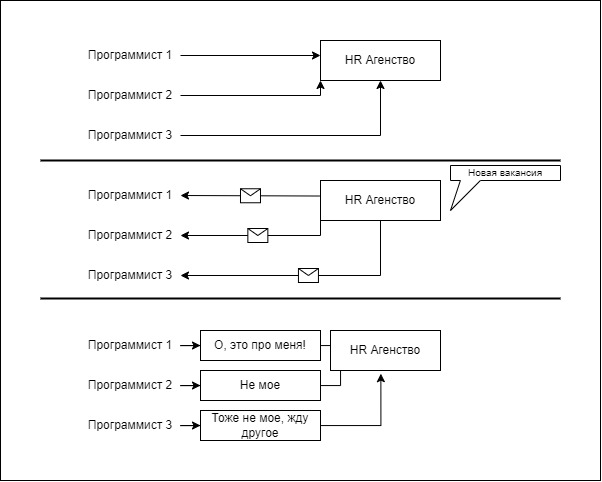 Программист 1
HR Агенство
Программист 2
Программист 3
Новая вакансия
Программист 1
HR Агенство
Программист 2
Программист 3
Программист 1
О, это про меня!
HR Агенство
Программист 2
Не мое
Программист 3
Тоже не мое, жду
другое